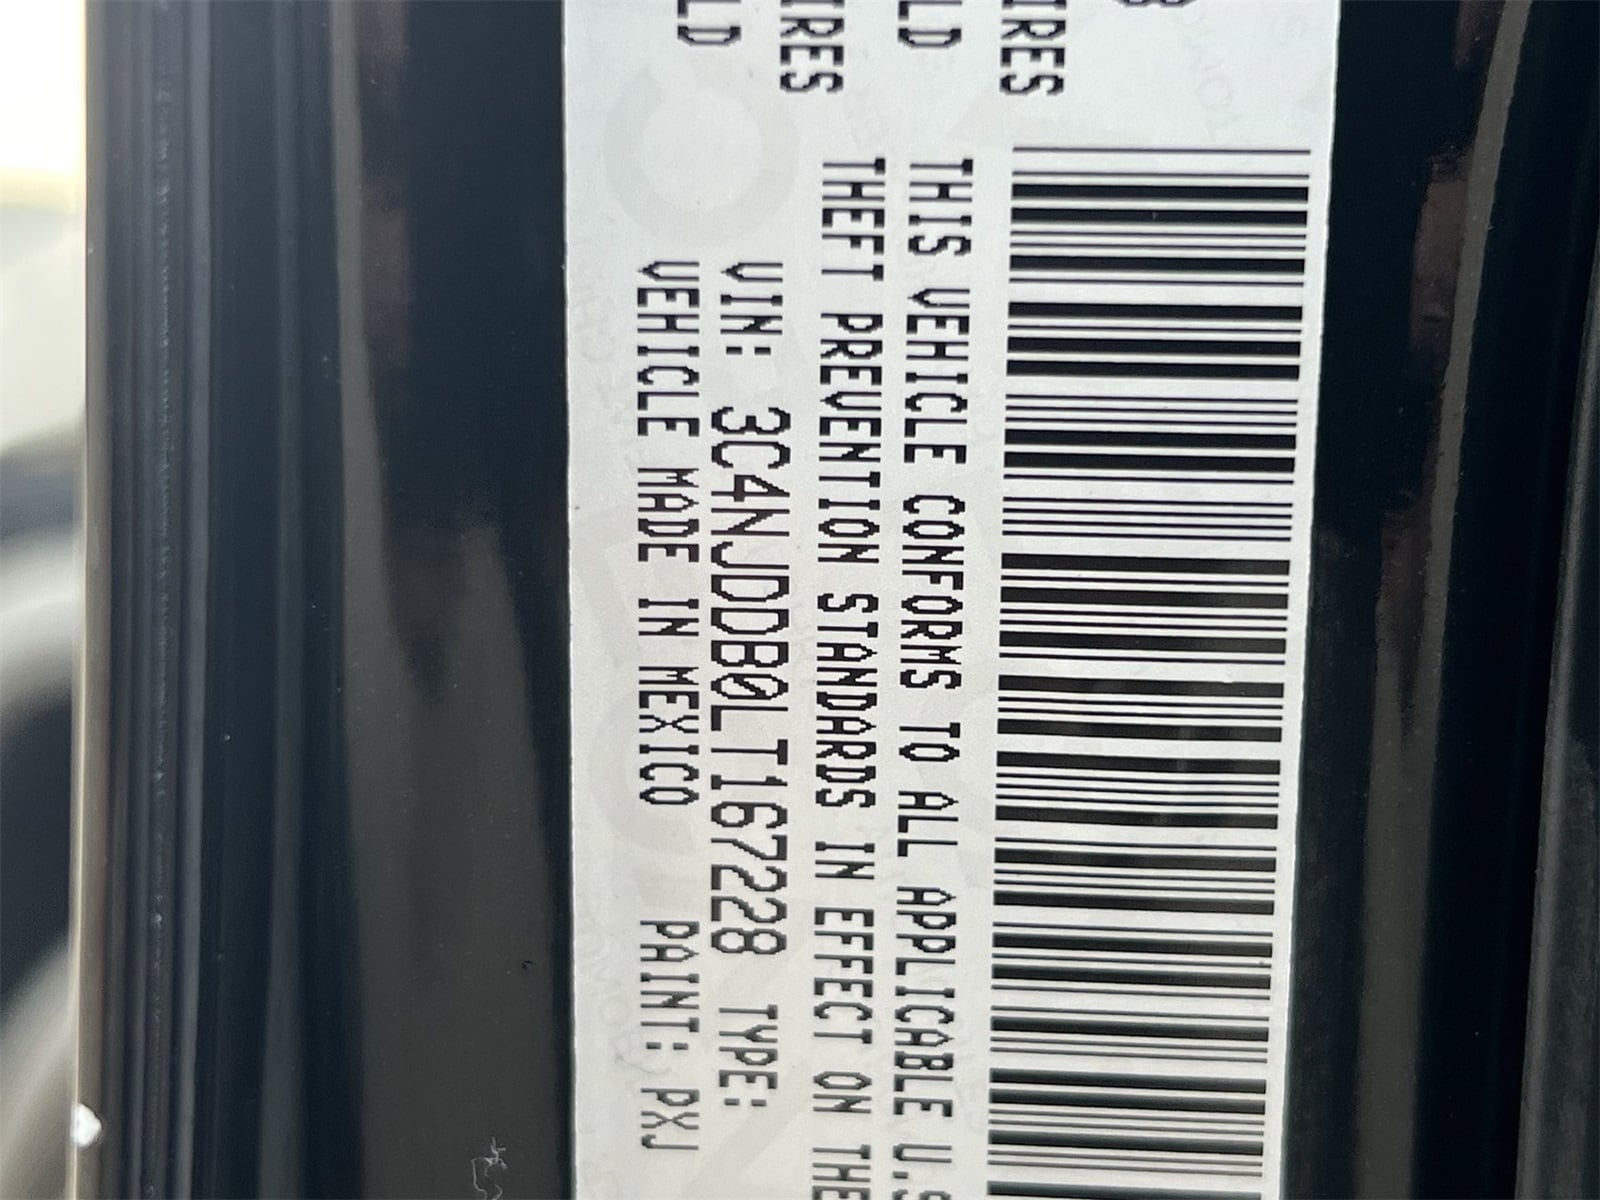 IRES
LD
IRES
LD
THIS VEHICLE CONFORMS TO ALL APPLICABLE U.S
THEFT PREVENTION STANDARDS IN EFFECT ON THE
VIN: 3C4NJDDB0LT167228 TYPE:
VEHICLE MADE IN MEXICO PAINT: PXJ